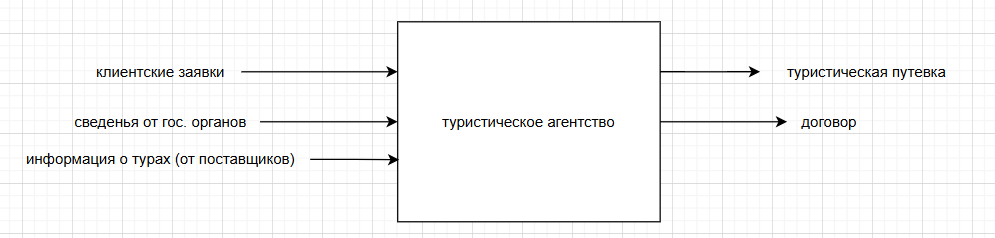 клиентские заявки
туристическая путевка
сведенья от гос. органов
туристическое агентство
договор
информация о турах (от поставщиков)